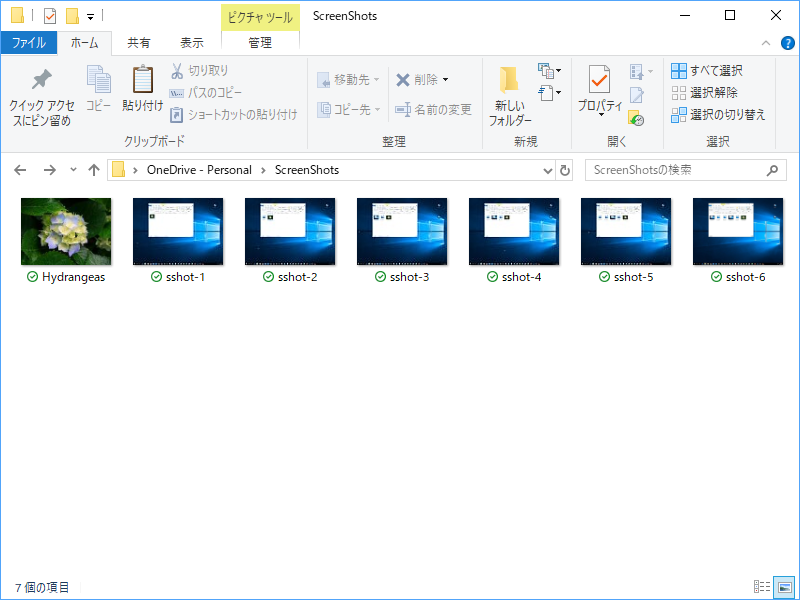 ピクチャ ツール
ScreenShots
ファイル
ホーム
共有
表示
管理
クイック アクセスにピン留め
コピー
貼り付け
切り取り
パスのコピー
ショートカットの貼り付け
クリップボード
移動先
コピー先
削除
名前の変更
整理
新しい
フォルダー
新規
プロパティ
開く
すべて選択
選択解除
選択の切り替え
選択
OneDrive - Personal
ScreenShots
ScreenShotsの検索
Hydrangeas
sshot-1
sshot-2
sshot-3
sshot-4
sshot-5
sshot-6
7 個の項目